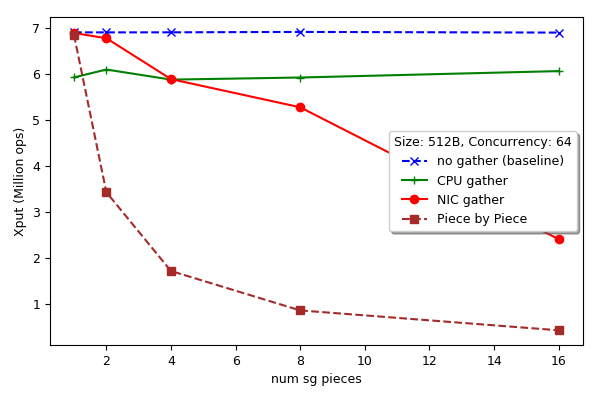 7
6
5
4
3
2
1
Xput (Million ops)
Size: 512B, Concurrency: 64
no gather (baseline)
CPU gather
NIC gather
Piece by Piece
2 4 6 8 10 12 14 16
num sg pieces